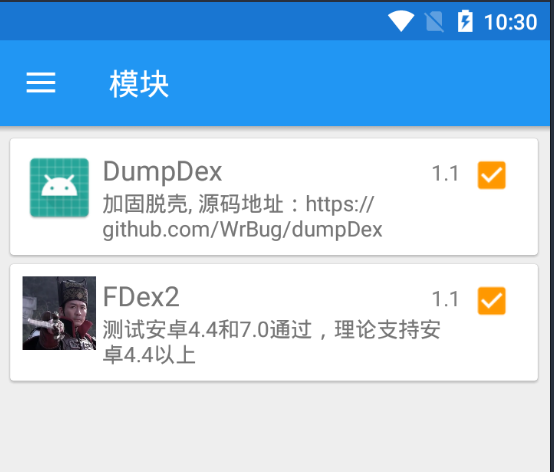 10:30
模块
DumpDex 1.1
加固脱壳, 源码地址：https://
github.com/WrBug/dumpDex
FDex2 1.1
测试安卓4.4和7.0通过，理论支持安
卓4.4以上